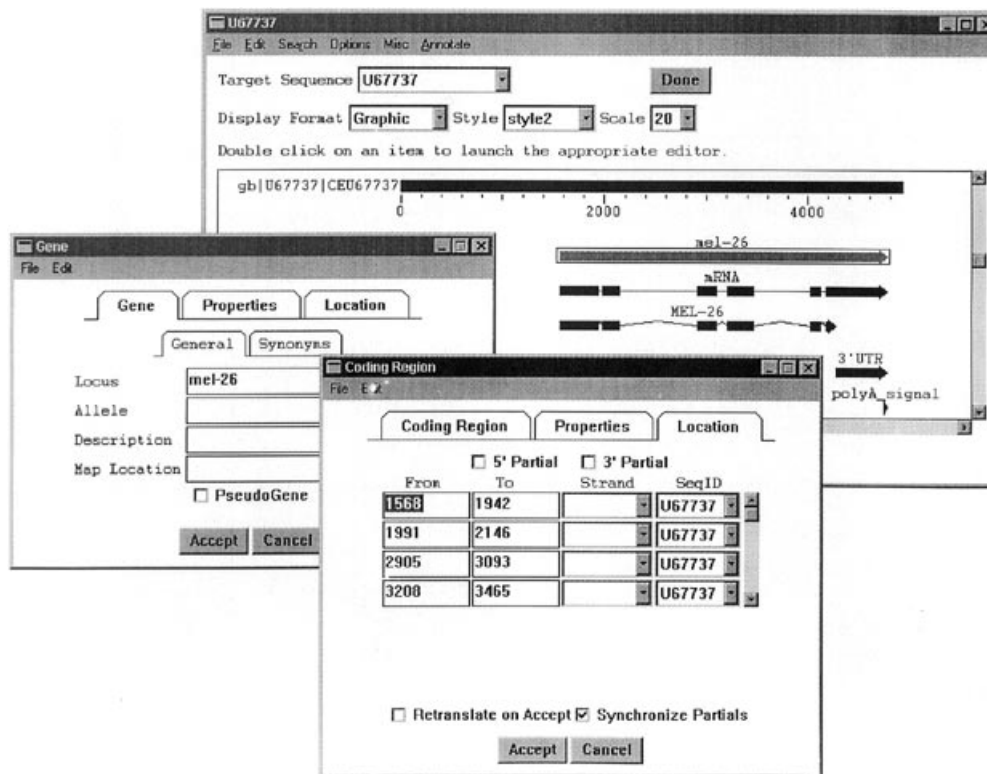 U67737
File Edit Search Options Misc Annotate
Target Sequence U67737 Done
Display Format Graphic Style style2 Scale 20
Double click on an item to launch the appropriate editor.
gb|U67737|CEU67737
0 2000 4000
mel-26
mRNA
MEL-26
3'UTR
polyA_signal
Gene
File Edit
Gene Properties Location
General Synonyms
Locus mel-26
Allele
Description
Map Location
PseudoGene
Accept Cancel
Coding Region
File Edit
Coding Region Properties Location
5' Partial 3' Partial
From To Strand SeqID
1568 1942 U67737
1991 2146 U67737
2905 3093 U67737
3208 3465 U67737
Retranslate on Accept Synchronize Partials
Accept Cancel